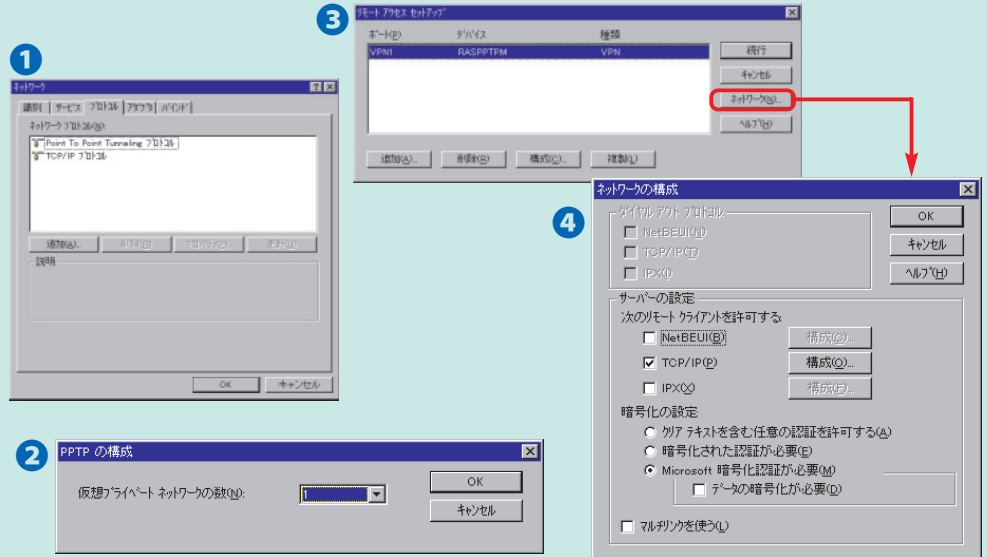 1
ネットワーク
識別 サービス プロトコル アダプタ バインド
ネットワーク プロトコル(N):
Point To Point Tunneling プロトコル
TCP/IP プロトコル
追加(A)... 削除(R) プロパティ(P)... 更新(U)
説明
OK キャンセル
2
PPTP の構成
仮想プライベート ネットワークの数(N):
1
OK
キャンセル
3
リモート アクセス セットアップ
ポート(P) デバイス 種類
VPN1 RASPPTPM VPN
続行
キャンセル
ネットワーク(N)...
ヘルプ(H)
追加(A)... 削除(R) 構成(C)... 複製(L)
4
ネットワークの構成
ダイヤル アウト プロトコル
NetBEUI(N)
TCP/IP(T)
IPX(I)
OK
キャンセル
ヘルプ(H)
サーバーの設定
次のリモート クライアントを許可する:
NetBEUI(B) 構成(G)...
TCP/IP(P) 構成(O)...
IPX(X) 構成(F)...
暗号化の設定
クリア テキストを含む任意の認証を許可する(A)
暗号化された認証が必要(E)
Microsoft 暗号化認証が必要(M)
データの暗号化が必要(D)
マルチリンクを使う(L)